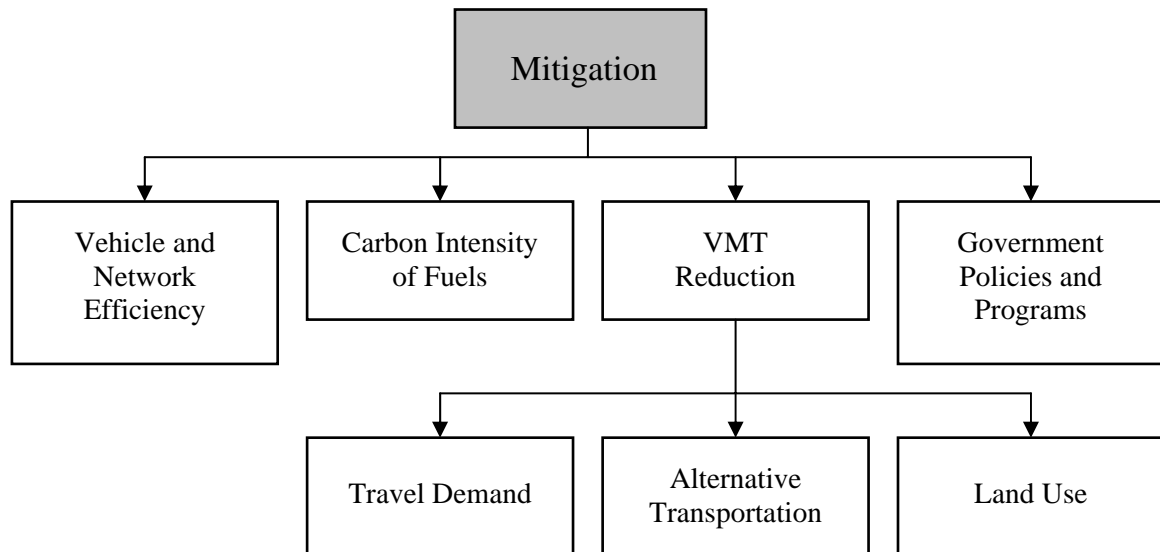 Mitigation
Vehicle and
Network
Efficiency
Carbon Intensity
of Fuels
VMT
Reduction
Government
Policies and
Programs
Travel Demand
Alternative
Transportation
Land Use